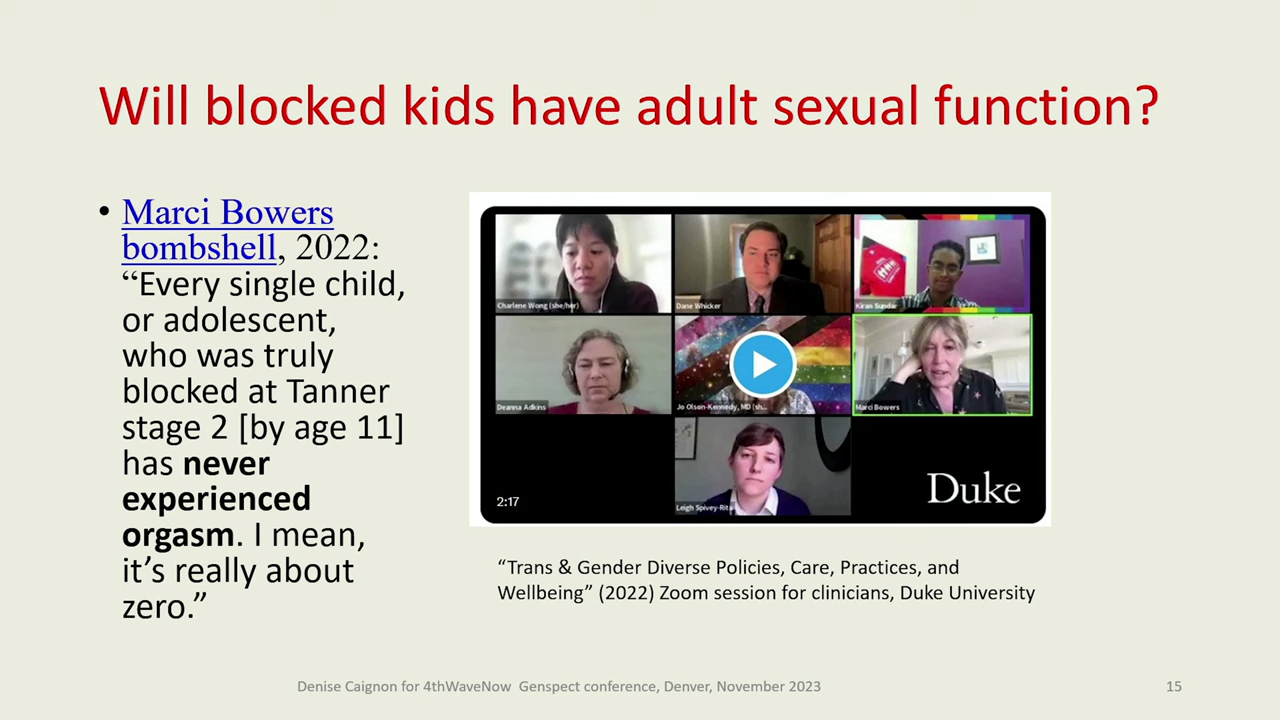 Will blocked kids have adult sexual function?
• Marci Bowers
bombshell, 2022:
“Every single child,
or adolescent,
who was truly
blocked at Tanner
stage 2 [by age 11]
has never
experienced
orgasm. I mean,
it’s really about
zero.”
Charlene Wong (she/her)
Dane Whicker
Kiran Sundar
Deanna Adkins
Jo Olson-Kennedy, MD (sh...
Marci Bowers
Leigh Spivey-Rita
2:17
Duke
“Trans & Gender Diverse Policies, Care, Practices, and
Wellbeing” (2022) Zoom session for clinicians, Duke University
Denise Caignon for 4thWaveNow Genspect conference, Denver, November 2023
15